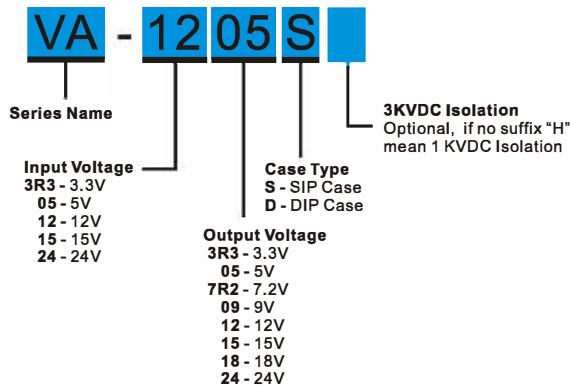 VA - 12 05 S
Series Name
3KVDC Isolation
Optional, if no suffix “H”
mean 1 KVDC Isolation
Input Voltage
3R3 - 3.3V
05 - 5V
12 - 12V
15 - 15V
24 - 24V
Case Type
S - SIP Case
D - DIP Case
Output Voltage
3R3 - 3.3V
05 - 5V
7R2 - 7.2V
09 - 9V
12 - 12V
15 - 15V
18 - 18V
24 - 24V